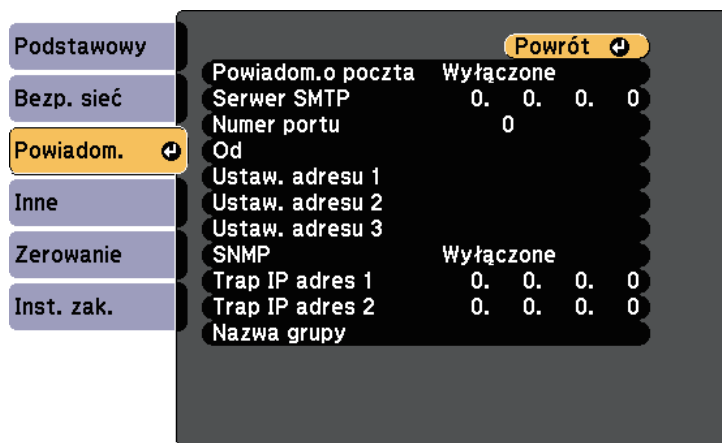 Podstawowy
Bezp. sieć
Powiadom.
Inne
Zerowanie
Inst. zak.
Powrót
Powiadom.o poczta Wyłączone
Serwer SMTP 0. 0. 0. 0
Numer portu 0
Od
Ustaw. adresu 1
Ustaw. adresu 2
Ustaw. adresu 3
SNMP Wyłączone
Trap IP adres 1 0. 0. 0. 0
Trap IP adres 2 0. 0. 0. 0
Nazwa grupy